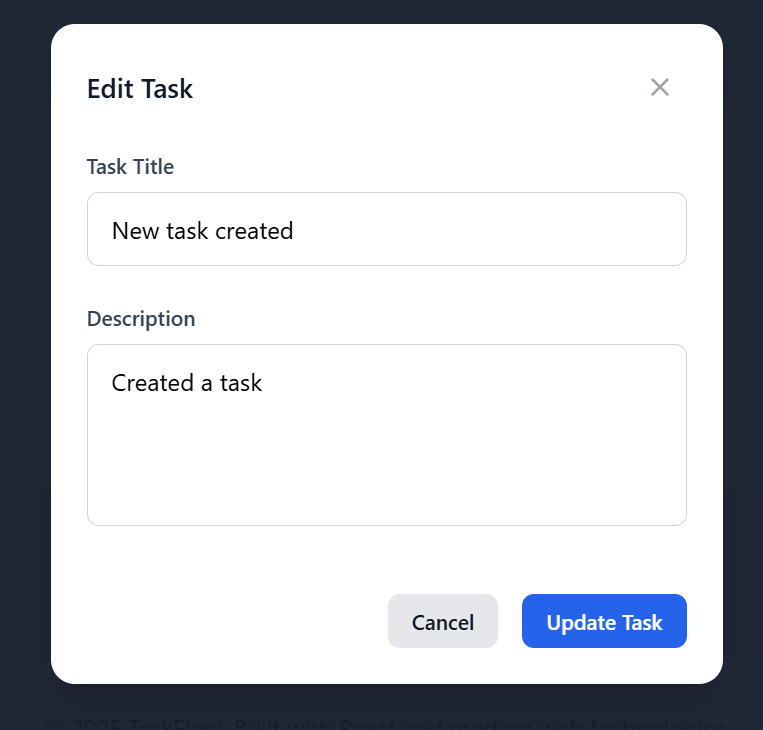 Edit Task
Task Title
New task created
Description
Created a task
Cancel
Update Task
© 2025 TaskFlow. Built with React and modern web technologies.